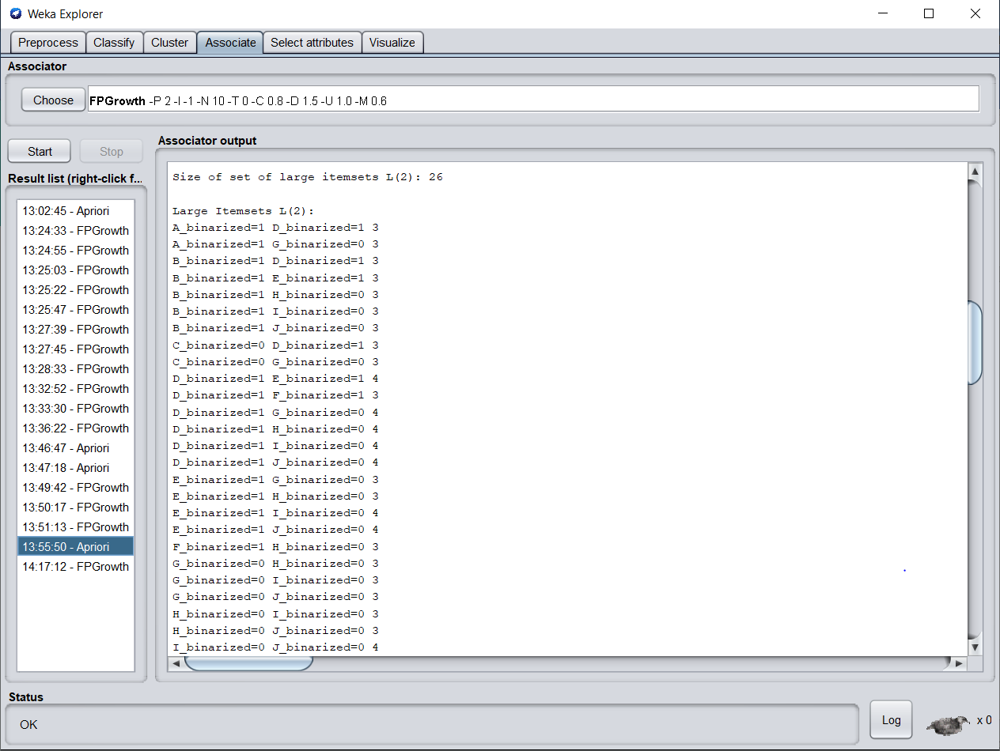 Weka Explorer
Preprocess Classify Cluster Associate Select attributes Visualize
Associator
Choose FPGrowth -P 2 -I -1 -N 10 -T 0 -C 0.8 -D 1.5 -U 1.0 -M 0.6
Start Stop
Result list (right-click f...
13:02:45 - Apriori
13:24:33 - FPGrowth
13:24:55 - FPGrowth
13:25:03 - FPGrowth
13:25:22 - FPGrowth
13:25:47 - FPGrowth
13:27:39 - FPGrowth
13:27:45 - FPGrowth
13:28:33 - FPGrowth
13:32:52 - FPGrowth
13:33:30 - FPGrowth
13:36:22 - FPGrowth
13:46:47 - Apriori
13:47:18 - Apriori
13:49:42 - FPGrowth
13:50:17 - FPGrowth
13:51:13 - FPGrowth
13:55:50 - Apriori
14:17:12 - FPGrowth
Associator output
Size of set of large itemsets L(2): 26
Large Itemsets L(2):
A_binarized=1 D_binarized=1 3
A_binarized=1 G_binarized=0 3
B_binarized=1 D_binarized=1 3
B_binarized=1 E_binarized=1 3
B_binarized=1 H_binarized=0 3
B_binarized=1 I_binarized=0 3
B_binarized=1 J_binarized=0 3
C_binarized=0 D_binarized=1 3
C_binarized=0 G_binarized=0 3
D_binarized=1 E_binarized=1 4
D_binarized=1 F_binarized=1 3
D_binarized=1 G_binarized=0 4
D_binarized=1 H_binarized=0 4
D_binarized=1 I_binarized=0 4
D_binarized=1 J_binarized=0 4
E_binarized=1 G_binarized=0 3
E_binarized=1 H_binarized=0 3
E_binarized=1 I_binarized=0 4
E_binarized=1 J_binarized=0 4
F_binarized=1 H_binarized=0 3
G_binarized=0 H_binarized=0 3
G_binarized=0 I_binarized=0 3
G_binarized=0 J_binarized=0 3
H_binarized=0 I_binarized=0 3
H_binarized=0 J_binarized=0 3
I_binarized=0 J_binarized=0 4
Status
OK
Log
x 0